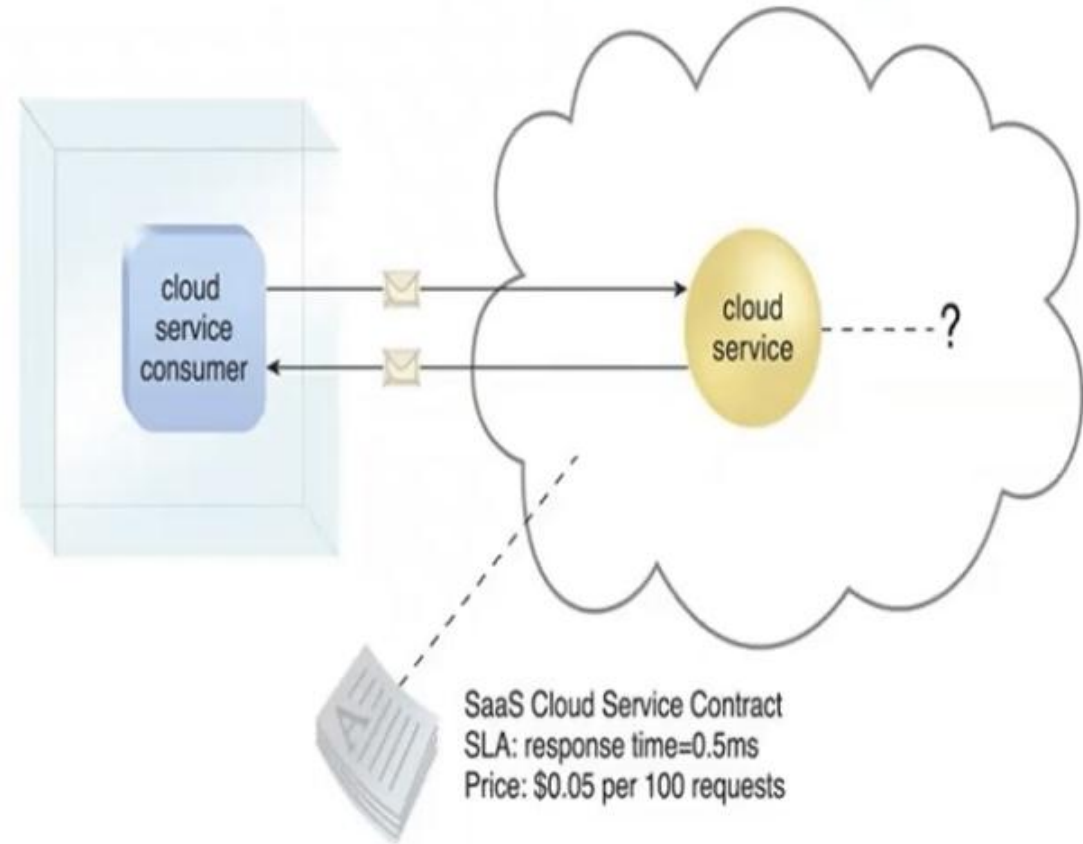 cloud
service
consumer
cloud
service
?
A
SaaS Cloud Service Contract
SLA: response time=0.5ms
Price: $0.05 per 100 requests